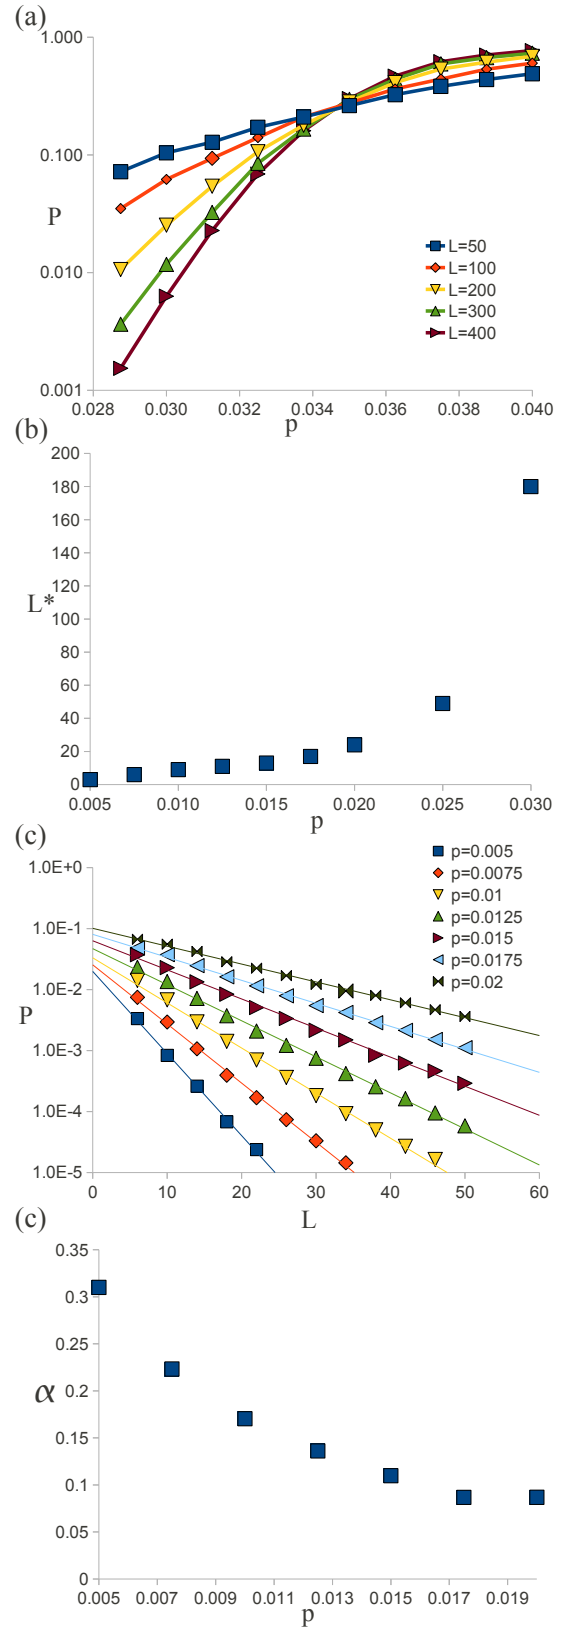 (a)
1.000
0.100
P
0.010
0.001
L=50
L=100
L=200
L=300
L=400
0.028 0.030 0.032 0.034 0.036 0.038 0.040
p
(b)
200
180
160
140
120
L*
100
80
60
40
20
0
0.005 0.010 0.015 0.020 0.025 0.030
p
(c)
p=0.005
p=0.0075
p=0.01
p=0.0125
p=0.015
p=0.0175
p=0.02
1.0E+0
1.0E-1
1.0E-2
P
1.0E-3
1.0E-4
1.0E-5
0 10 20 30 40 50 60
L
(c)
0.35
0.3
0.25
α
0.2
0.15
0.1
0.05
0
0.005 0.007 0.009 0.011 0.013 0.015 0.017 0.019
p